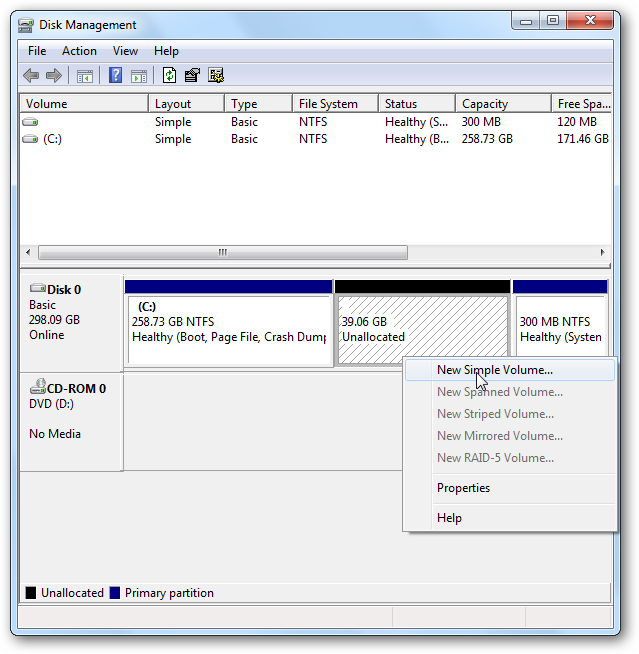 Disk Management
File Action View Help
Volume Layout Type File System Status Capacity Free Spa...
Simple Basic NTFS Healthy (S... 300 MB 120 MB
(C:) Simple Basic NTFS Healthy (B... 258.73 GB 171.46 GB
Disk 0
Basic
298.09 GB
Online
(C:)
258.73 GB NTFS
Healthy (Boot, Page File, Crash Dump
39.06 GB
Unallocated
300 MB NTFS
Healthy (System
CD-ROM 0
DVD (D:)
No Media
New Simple Volume...
New Spanned Volume...
New Striped Volume...
New Mirrored Volume...
New RAID-5 Volume...
Properties
Help
Unallocated Primary partition